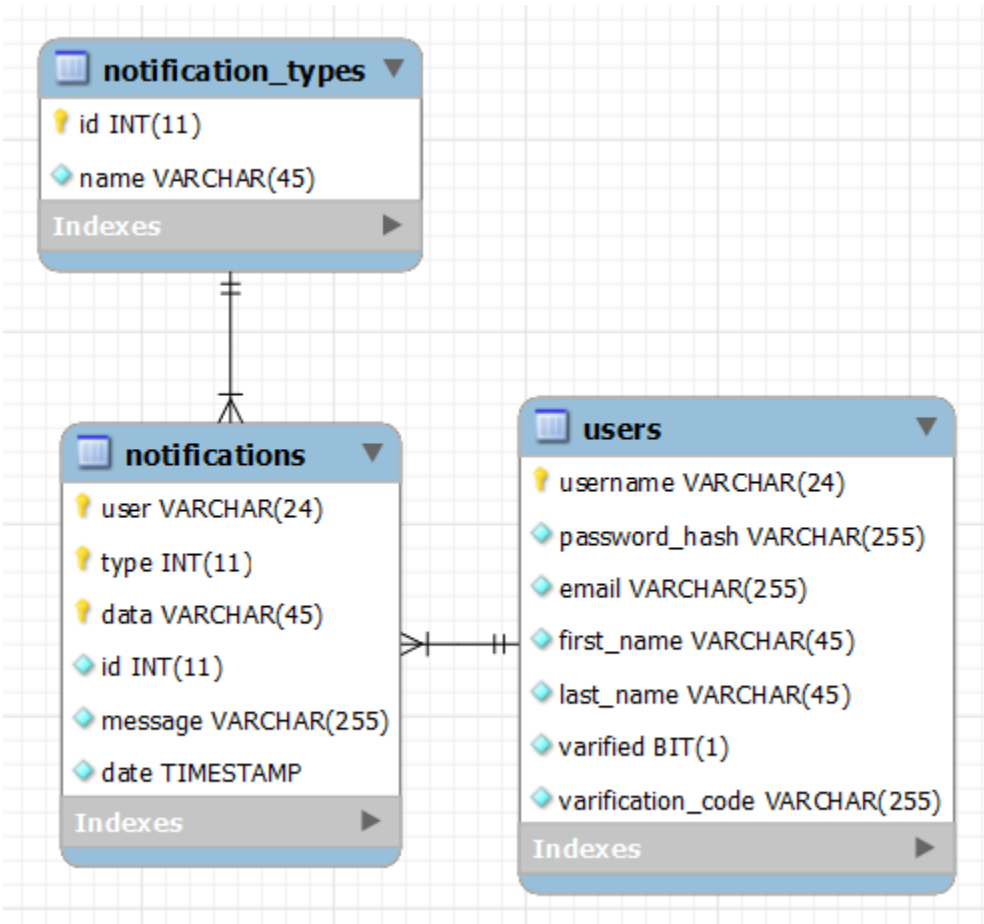 notification_types
id INT(11)
name VARCHAR(45)
Indexes
notifications
user VARCHAR(24)
type INT(11)
data VARCHAR(45)
id INT(11)
message VARCHAR(255)
date TIMESTAMP
Indexes
users
username VARCHAR(24)
password_hash VARCHAR(255)
email VARCHAR(255)
first_name VARCHAR(45)
last_name VARCHAR(45)
varified BIT(1)
varification_code VARCHAR(255)
Indexes